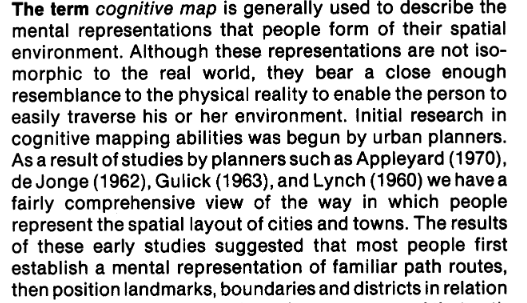 The term cognitive map is generally used to describe the
mental representations that people form of their spatial
environment. Although these representations are not iso-
morphic to the real world, they bear a close enough
resemblance to the physical reality to enable the person to
easily traverse his or her environment. Initial research in
cognitive mapping abilities was begun by urban planners.
As a result of studies by planners such as Appleyard (1970),
de Jonge (1962), Gulick (1963), and Lynch (1960) we have a
fairly comprehensive view of the way in which people
represent the spatial layout of cities and towns. The results
of these early studies suggested that most people first
establish a mental representation of familiar path routes,
then position landmarks, boundaries and districts in relation